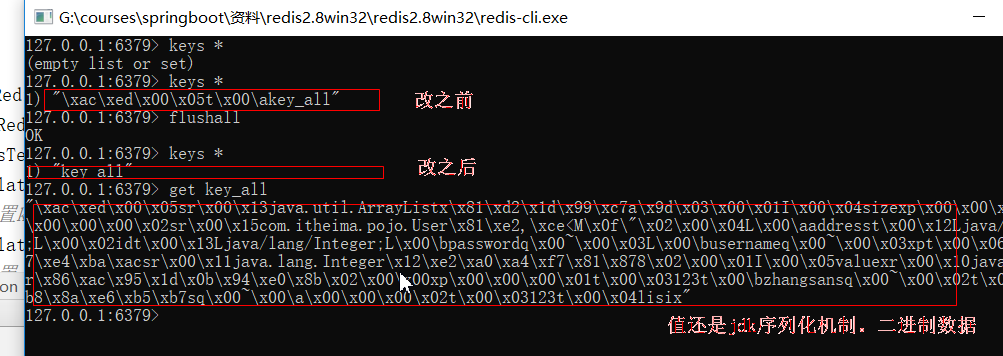 G:\courses\springboot\资料\redis2.8win32\redis2.8win32\redis-cli.exe
127.0.0.1:6379> keys *
(empty list or set)
127.0.0.1:6379> keys *
1) "\xac\xed\x00\x05t\x00\akey_all"
改之前
127.0.0.1:6379> flushall
OK
127.0.0.1:6379> keys *
改之后
1) "key_all"
127.0.0.1:6379> get key_all
"\xac\xed\x00\x05sr\x00\x13java.util.ArrayListx\x81\xd2\x1d\x99\xc7a\x9d\x03\x00\x01I\x00\x04sizexp\x00\x00\x
\x00\x00\x00\x02sr\x00\x15com.itheima.pojo.User\x81\xe2,\xce<M\x0f\"\x02\x00\x04L\x00\aaddresst\x00\x12Ljava/
;L\x00\x02idt\x00\x13Ljava/lang/Integer;L\x00\bpasswordq\x00~\x00\x03L\x00\busernameq\x00~\x00\x03xpt\x00\x06
7\xe4\xba\xacsr\x00\x11java.lang.Integer\x12\xe2\xa0\xa4\xf7\x81\x878\x02\x00\x01I\x00\x05valuexr\x00\x10java
r\x86\xac\x95\x1d\x0b\x94\xe0\x8b\x02\x00\x00xp\x00\x00\x00\x01t\x00\x03123t\x00\bzhangsansq\x00~\x00\x02t\x0
b8\x8a\xe6\xb5\xb7sq\x00~\x00\a\x00\x00\x00\x02t\x00\x03123t\x00\x04lisix"
127.0.0.1:6379>
值还是jdk序列化机制．二进制数据
Red
Re
sTe
lat
置
lat
置
on